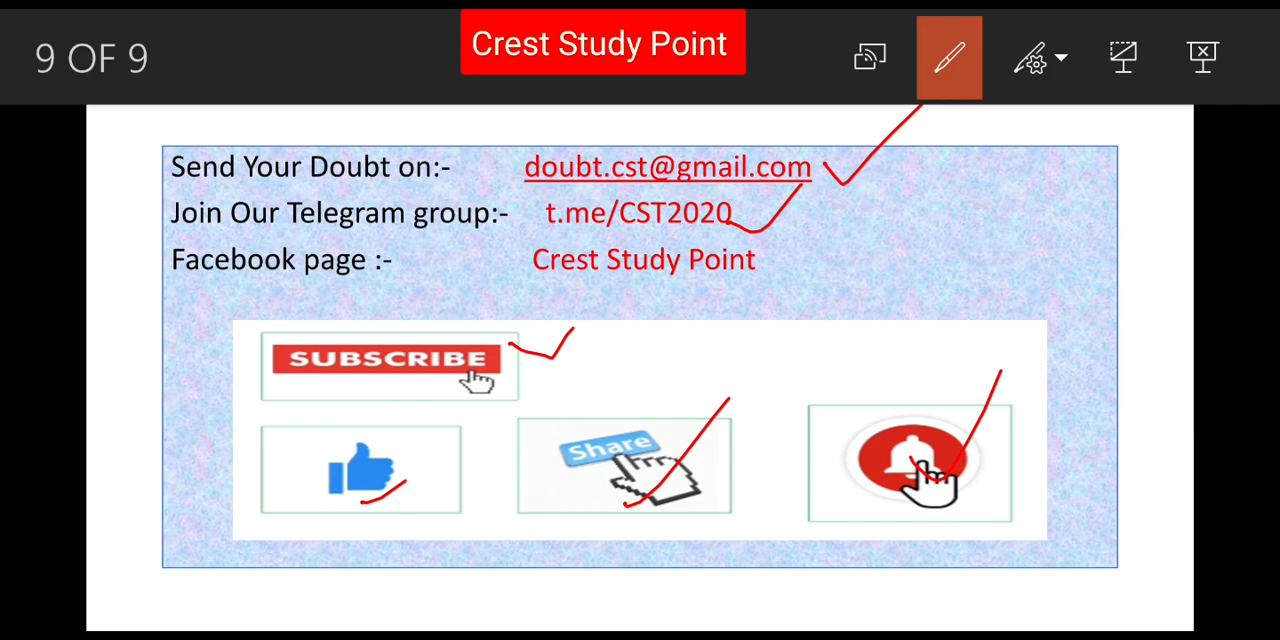 9 OF 9
Crest Study Point
Send Your Doubt on:- doubt.cst@gmail.com
Join Our Telegram group:- t.me/CST2020
Facebook page :- Crest Study Point
SUBSCRIBE
Share